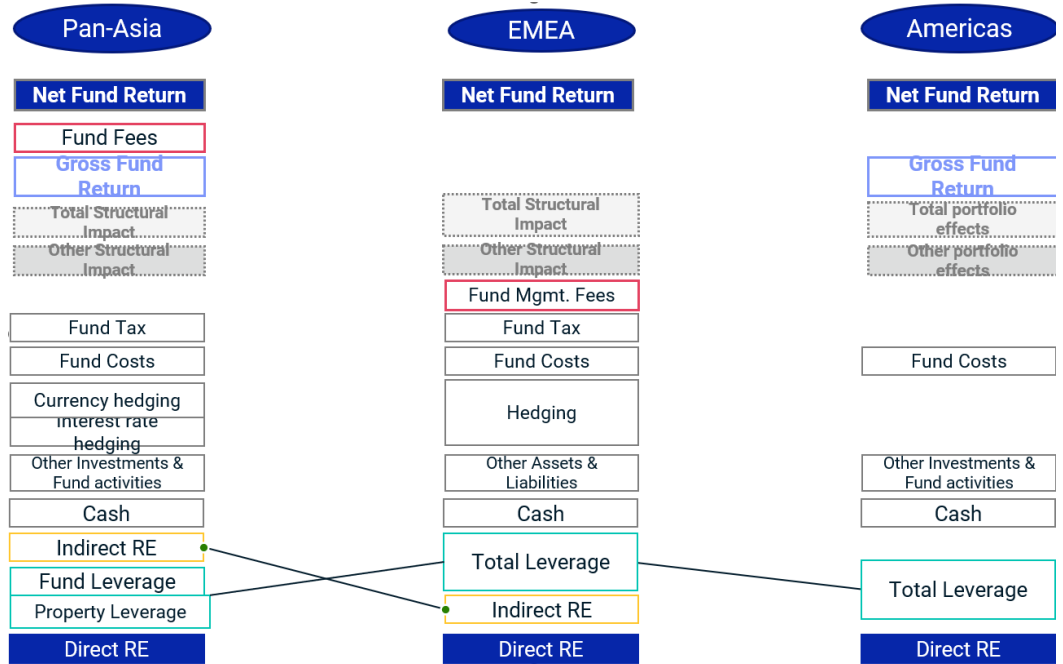 Pan-Asia
Net Fund Return
Fund Fees
Gross Fund
Return
Total Structural
Impact
Other Structural
Impact
Fund Tax
Fund Costs
Currency hedging
Interest rate
hedging
Other Investments &
Fund activities
Cash
Indirect RE
Fund Leverage
Property Leverage
Direct RE
EMEA
Net Fund Return
Total Structural
Impact
Other Structural
Impact
Fund Mgmt. Fees
Fund Tax
Fund Costs
Hedging
Other Assets &
Liabilities
Cash
Total Leverage
Indirect RE
Direct RE
Americas
Net Fund Return
Gross Fund
Return
Total portfolio
effects
Other portfolio
effects
Fund Costs
Other Investments &
Fund activities
Cash
Total Leverage
Direct RE